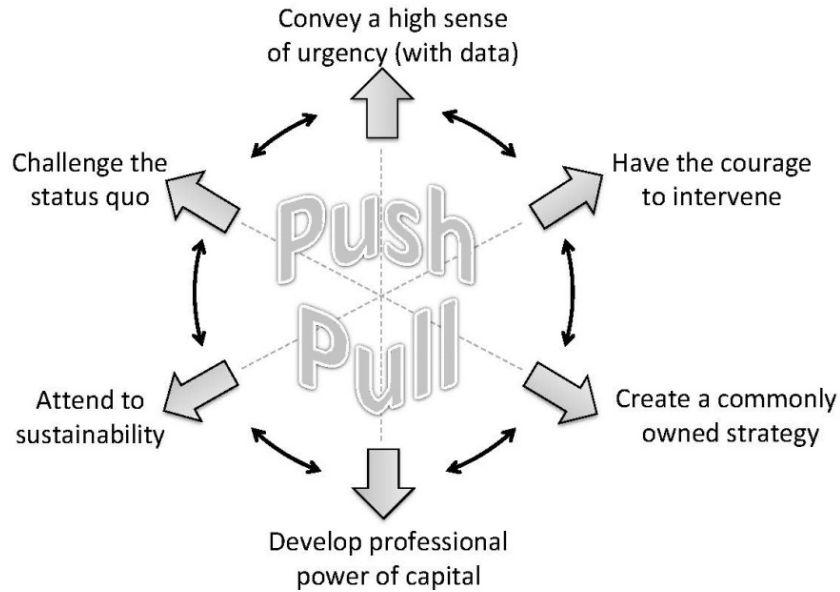 Convey a high sense
of urgency (with data)
Challenge the
status quo
Have the courage
to intervene
Push
Pull
Attend to
sustainability
Create a commonly
owned strategy
Develop professional
power of capital